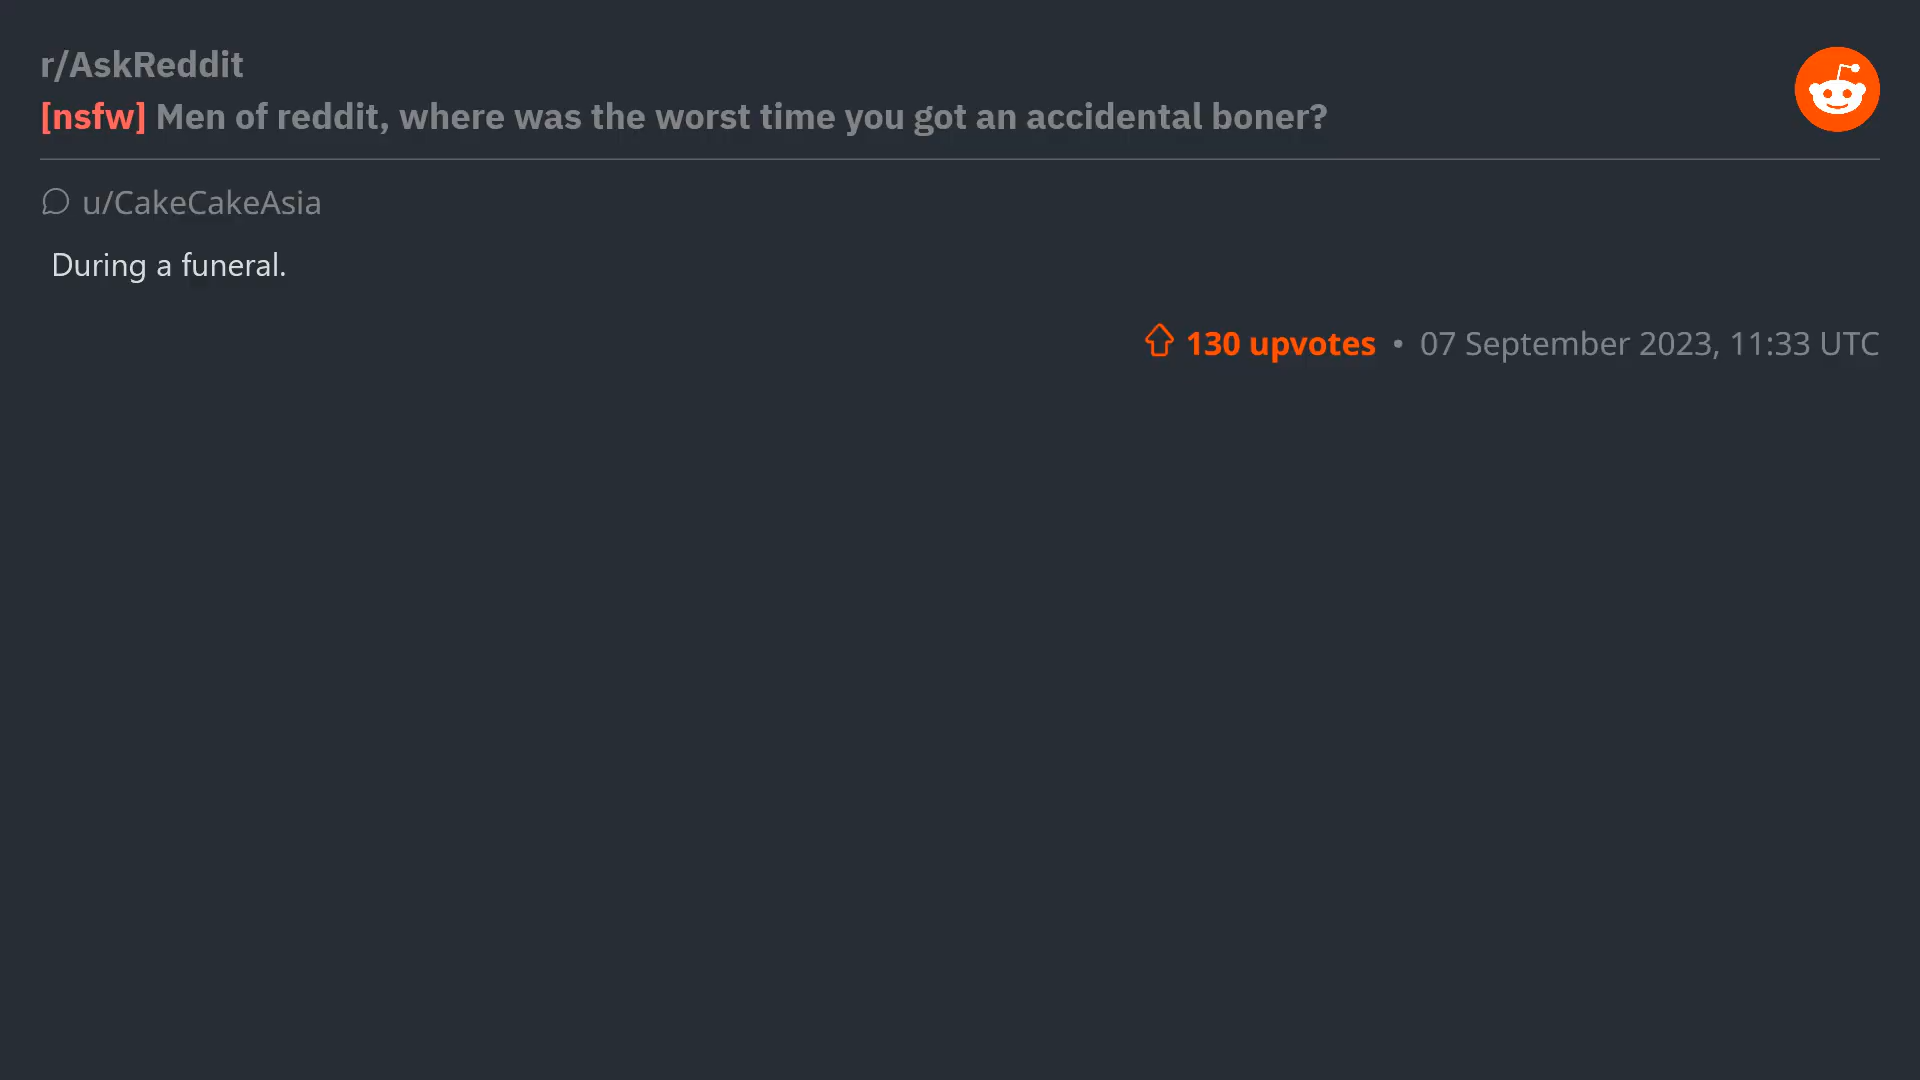 r/AskReddit
[nsfw] Men of reddit, where was the worst time you got an accidental boner?
u/CakeCakeAsia
During a funeral.
130 upvotes • 07 September 2023, 11:33 UTC